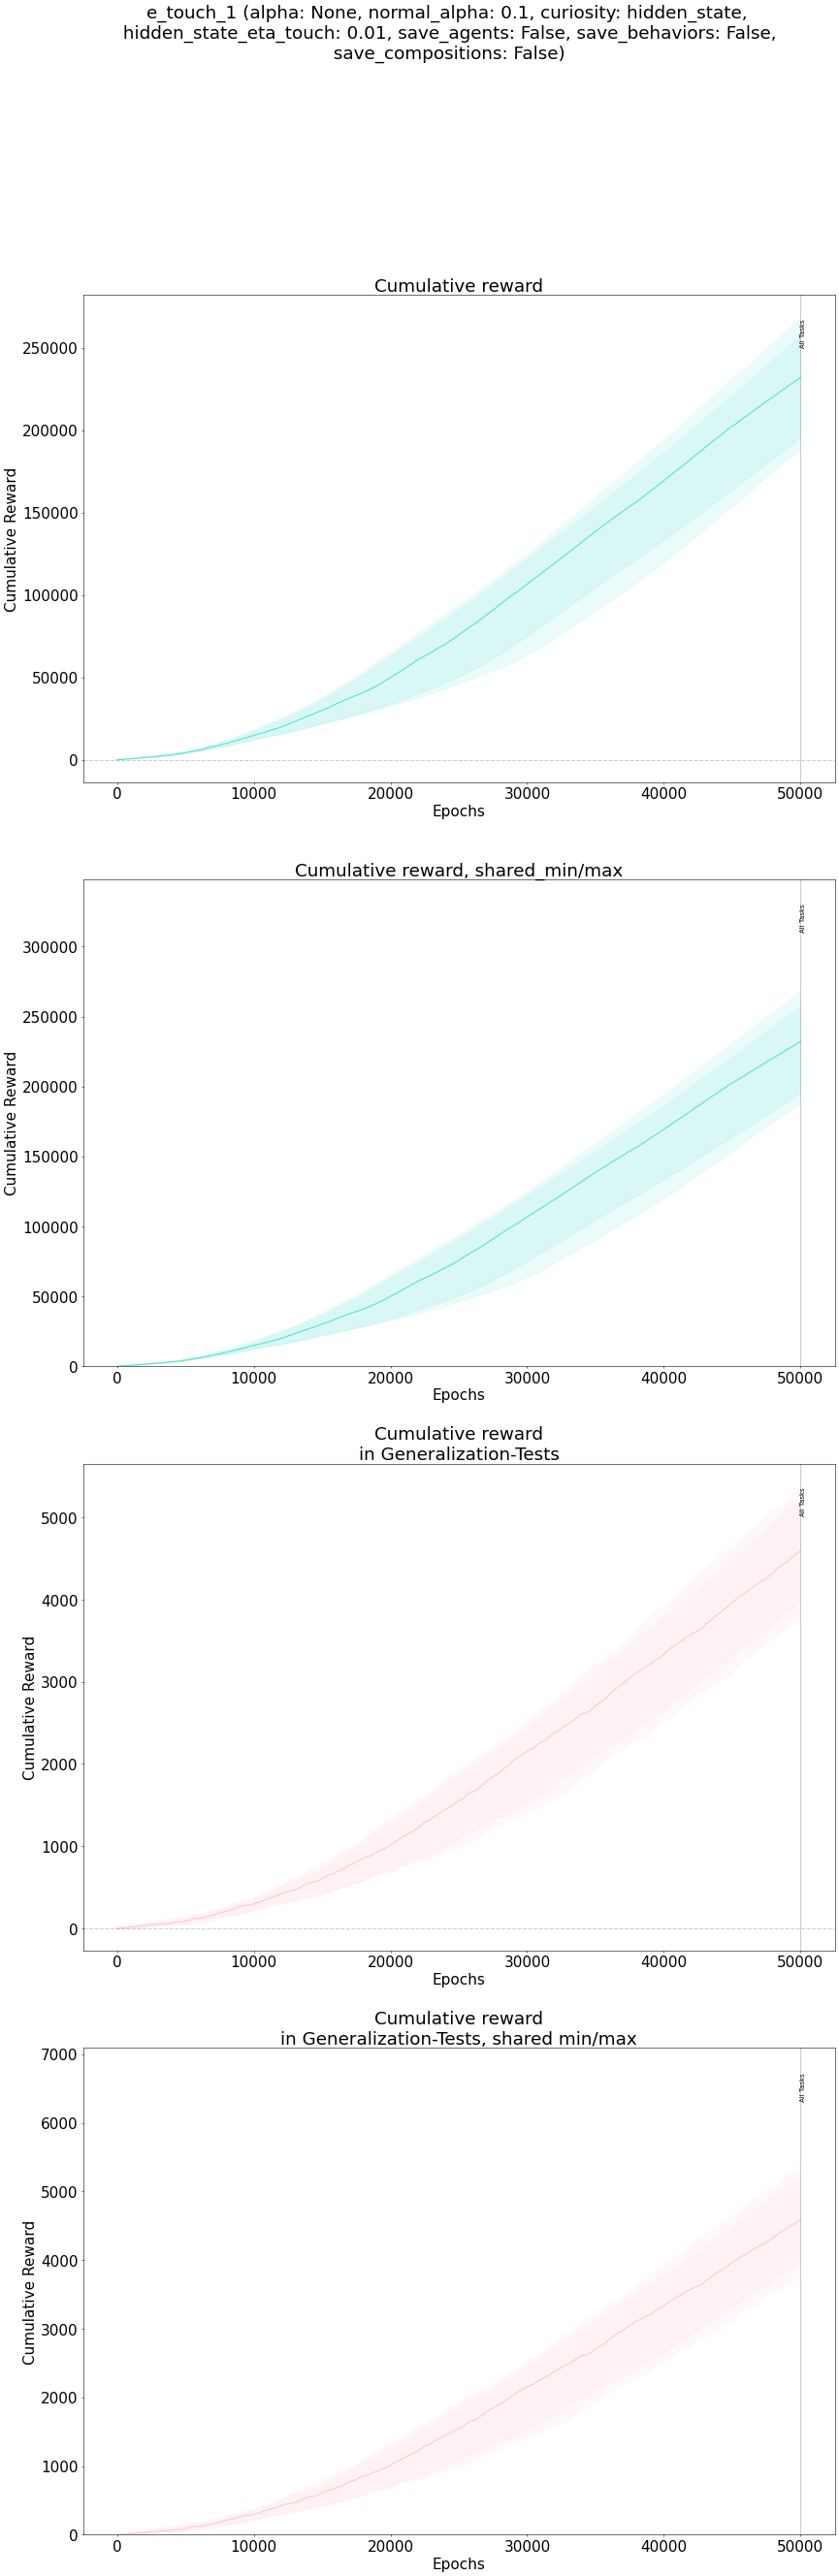 e_touch_1 (alpha: None, normal_alpha: 0.1, curiosity: hidden_state,
hidden_state_eta_touch: 0.01, save_agents: False, save_behaviors: False,
save_compositions: False)
Cumulative reward
250000
200000
150000
100000
50000
0
Cumulative Reward
All Tasks
0 10000 20000 30000 40000 50000
Epochs
Cumulative reward, shared_min/max
300000
250000
200000
150000
100000
50000
0
Cumulative Reward
All Tasks
0 10000 20000 30000 40000 50000
Epochs
Cumulative reward
in Generalization-Tests
5000
4000
3000
2000
1000
0
Cumulative Reward
All Tasks
0 10000 20000 30000 40000 50000
Epochs
Cumulative reward
in Generalization-Tests, shared min/max
7000
6000
5000
4000
3000
2000
1000
0
Cumulative Reward
All Tasks
0 10000 20000 30000 40000 50000
Epochs